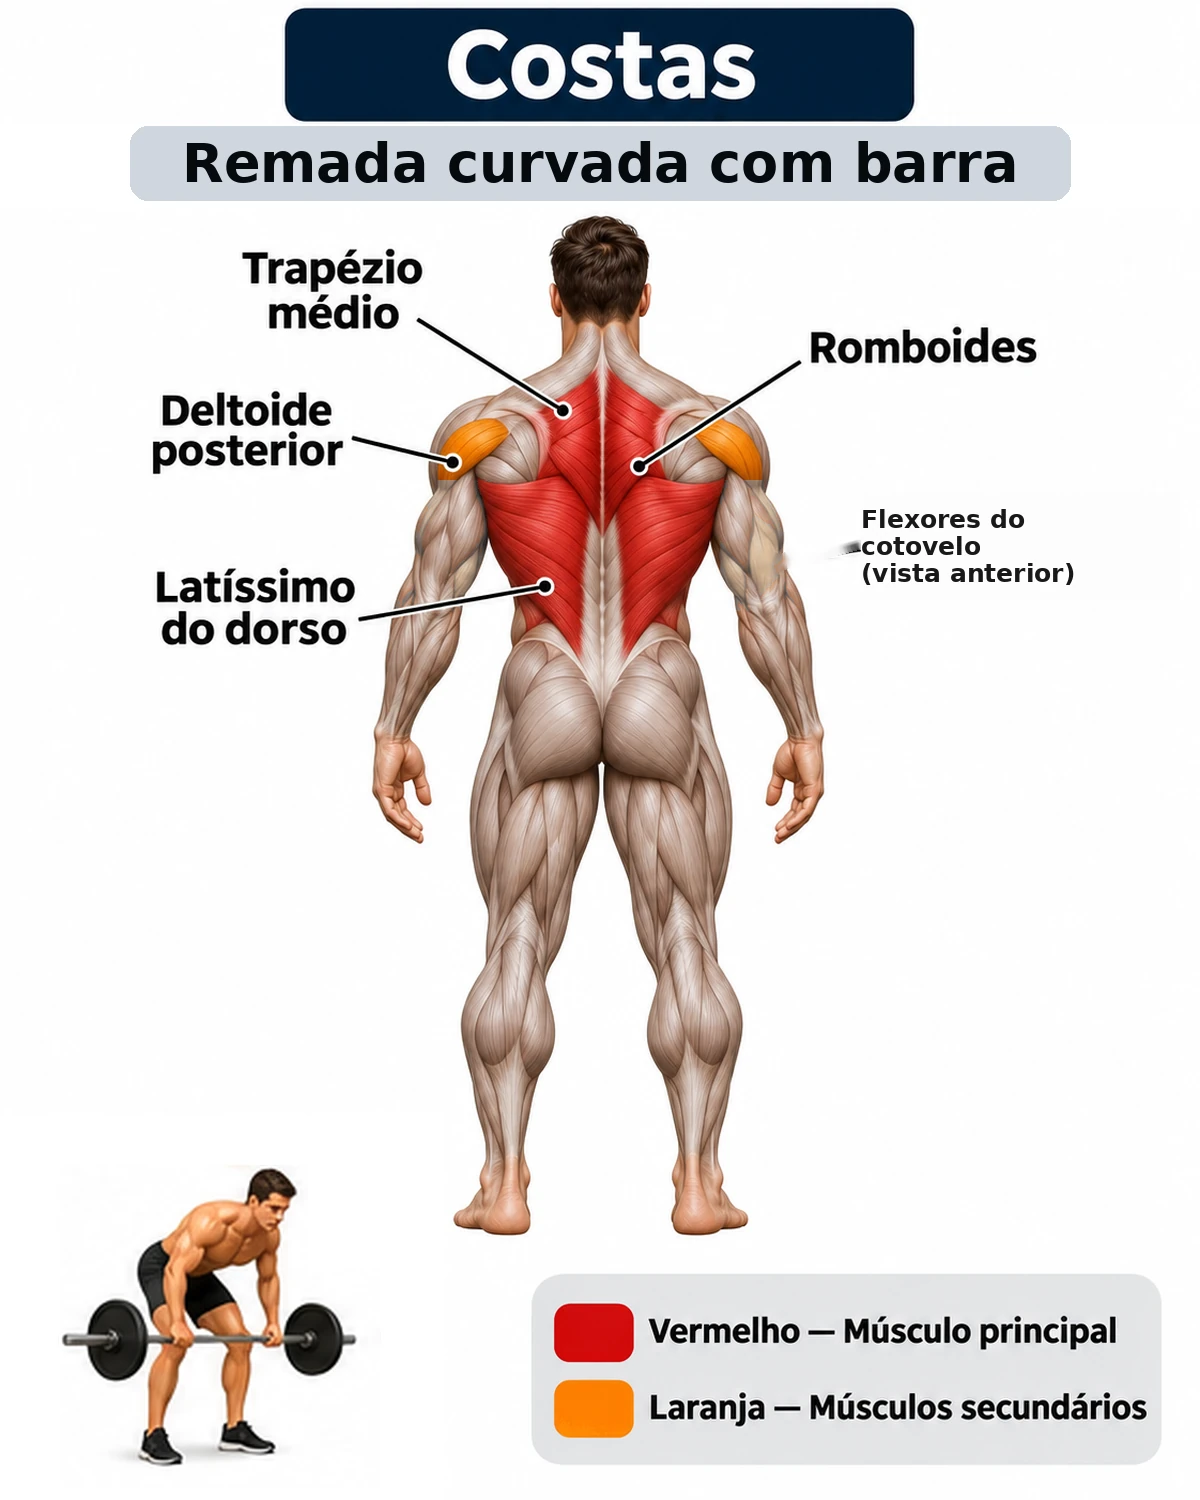 Costas
Remada curvada com barra
Trapézio
médio
Romboides
Deltoide
posterior
Flexores do
cotovelo
(vista anterior)
Latíssimo
do dorso
Vermelho — Músculo principal
Laranja — Músculos secundários